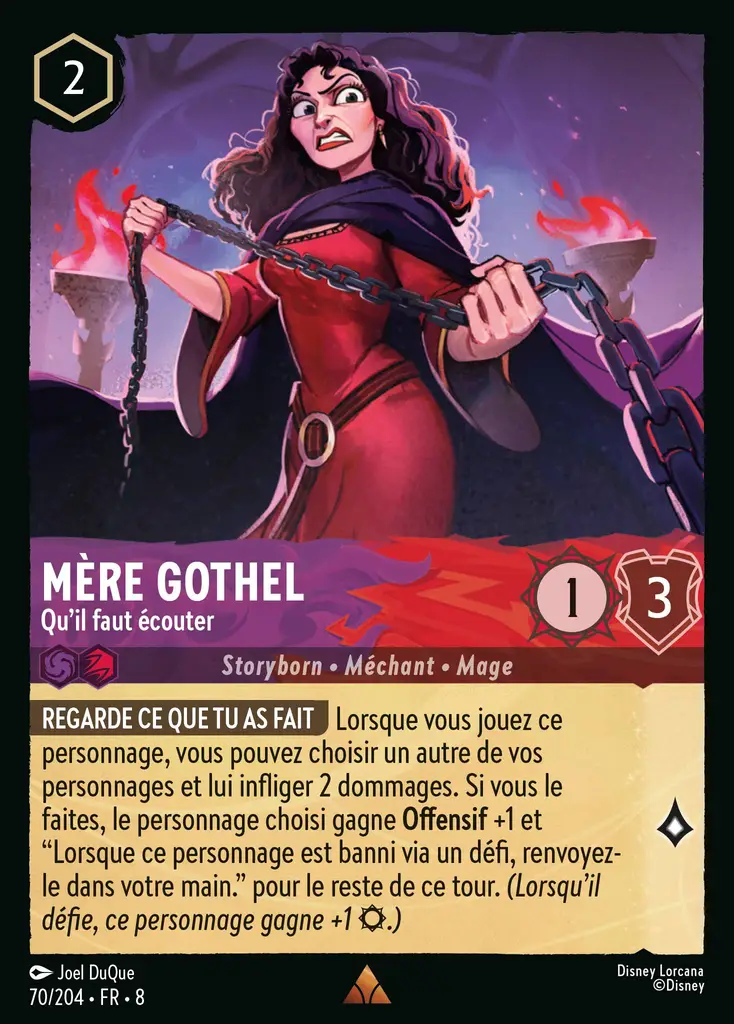 2
MÈRE GOTHEL
Qu'il faut écouter
1
3
Storyborn • Méchant • Mage
REGARDE CE QUE TU AS FAIT Lorsque vous jouez ce
personnage, vous pouvez choisir un autre de vos
personnages et lui infliger 2 dommages. Si vous le
faites, le personnage choisi gagne Offensif +1 et
“Lorsque ce personnage est banni via un défi, renvoyez-
le dans votre main.” pour le reste de ce tour. (Lorsqu'il
défie, ce personnage gagne +1 .)
Joel DuQue
70/204 • FR • 8
Disney Lorcana
©Disney